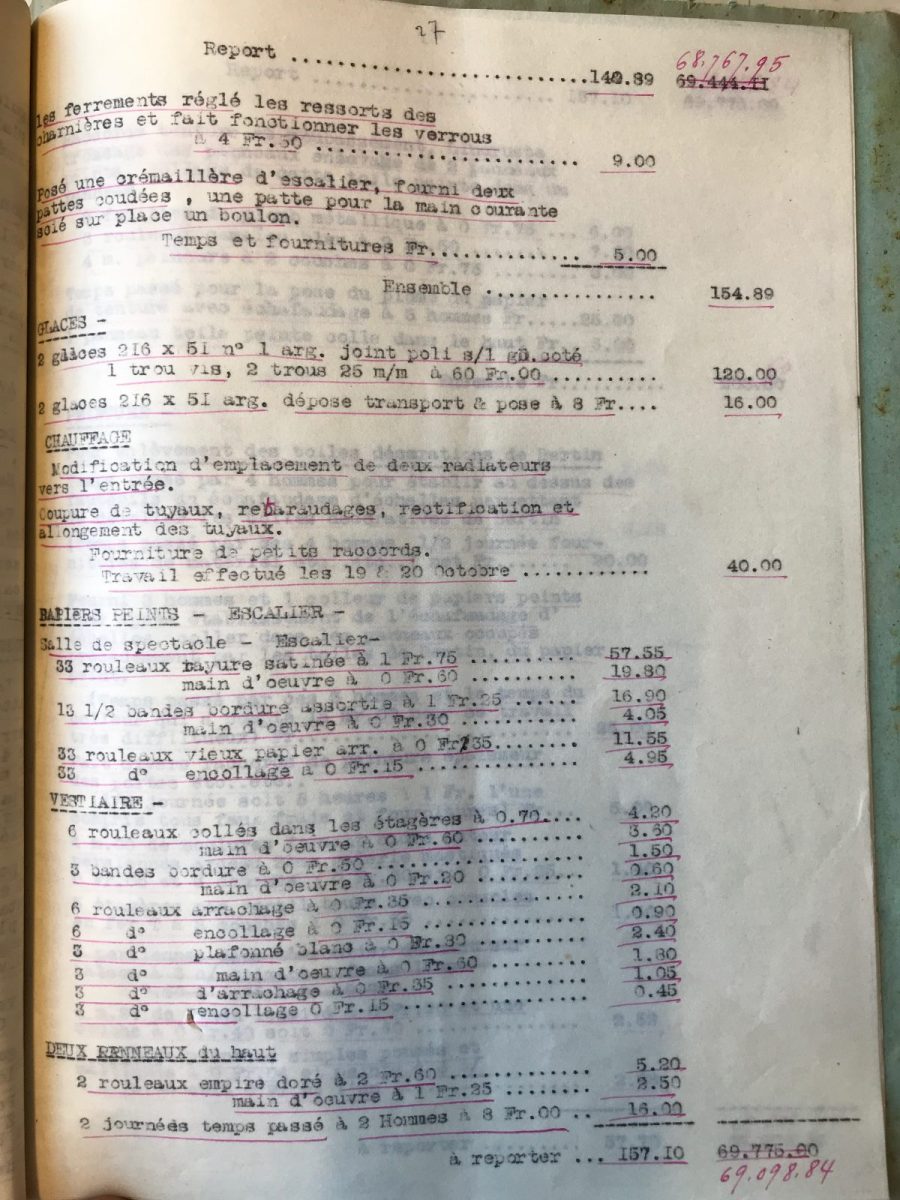 27
68.767.95
Report ..............................140.89 69.444.11
les ferrements réglé les ressorts des
charnières et fait fonctionner les verrous
à 4 Fr.50 .......................... 9.00
Posé une crémaillère d'escalier, fourni deux
pattes coudées , une patte pour la main courante
scié sur place un boulon.
Temps et fournitures Fr............... 5.00
Ensemble .................. 154.89
GLACES -
2 glaces 216 x 51 n° 1 arg. joint poli s/1 gd.coté
1 trou vis, 2 trous 25 m/m à 60 Fr.00 .......... 120.00
2 glaces 216 x 51 arg. dépose transport & pose à 8 Fr.... 16.00
CHAUFFAGE
Modification d'emplacement de deux radiateurs
vers l'entrée.
Coupure de tuyaux, retaraudages, rectification et
allongement des tuyaux.
Fourniture de petits raccords.
Travail effectué les 19 & 20 Octobre ............ 40.00
PAPIERS PEINTS - ESCALIER -
Salle de spectacle - Escalier-
33 rouleaux rayure satinée à 1 Fr.75 .......... 57.55
main d'oeuvre à 0 Fr.60 ........... 19.80
13 1/2 bandes bordure assortie à 1 Fr.25 ...... 16.90
main d'oeuvre à 0 Fr.30 .......... 4.05
33 rouleaux vieux papier arr. à 0 Fr,35........ 11.55
33 d° encollage à 0 Fr.15 ............... 4.95
VESTIAIRE -
6 rouleaux collés dans les étagères à 0.70.... 4.20
main d'oeuvre à 0 Fr.60 ........... 3.60
3 bandes bordure à 0 Fr.50 .................. 1.50
main d'oeuvre à 0 Fr.20 ........... 0.60
6 rouleaux arrachage à 0 Fr.35 .............. 2.10
6 d° encollage à 0 Fr.15 ............ 0.90
3 d° plafonné blanc à 0 Fr.80 ....... 2.40
3 d° main d'oeuvre à 0 Fr.60 ........ 1.80
3 d° d'arrachage à 0 Fr.35 .......... 1.05
3 d° encollage 0 Fr.15 .............. 0.45
DEUX PENNEAUX du haut
2 rouleaux empire doré à 2 Fr.60 ............. 5.20
main d'oeuvre à 1 Fr.25 ........ 2.50
2 journées temps passé à 2 Hommes à 8 Fr.00 .. 16.00
à reporter ... 157.10 69.775.00
69.098.84